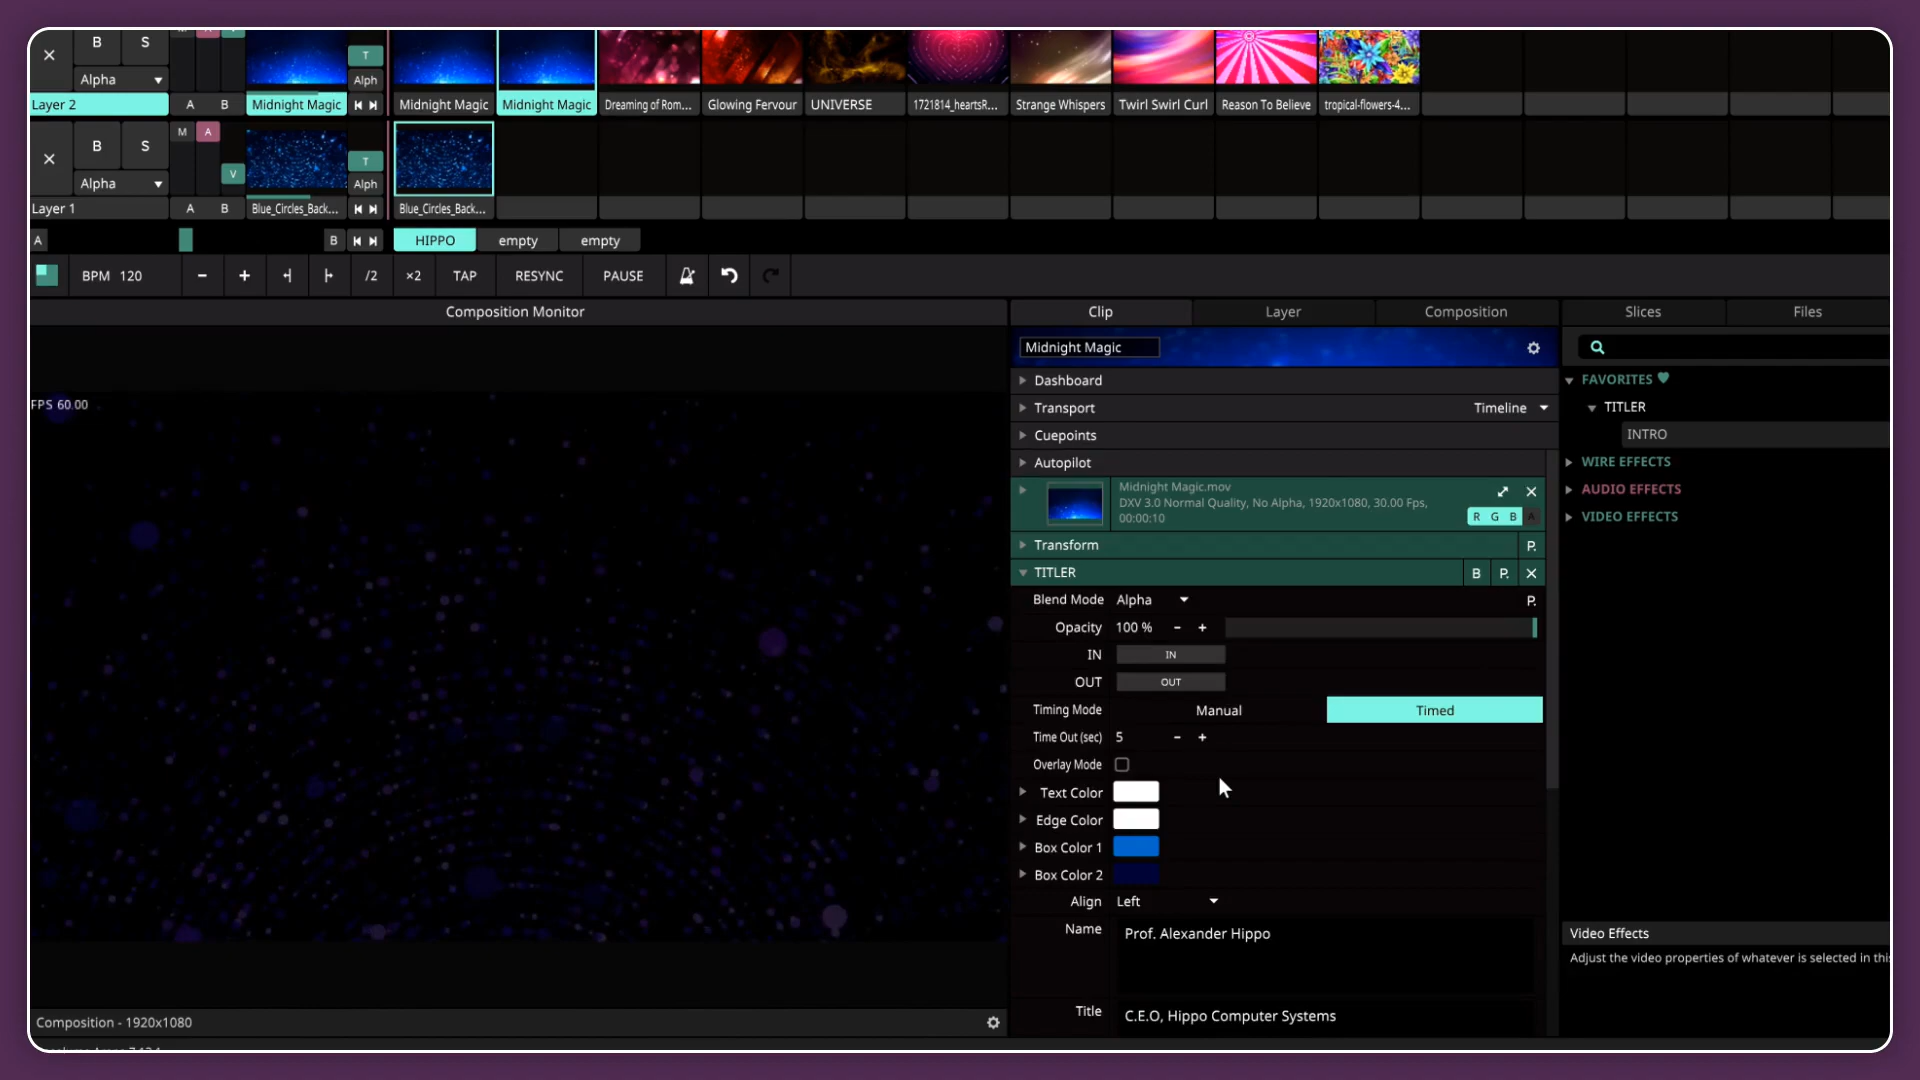 B S
Alpha T
Alph
Layer 2 A B Midnight Magic Midnight Magic Midnight Magic Dreaming of Rom... Glowing Fervour UNIVERSE 1721814_heartsR... Strange Whispers Twirl Swirl Curl Reason To Believe tropical-flowers-4...
M A
B S T
V
Alpha Alph
Layer 1 A B Blue_Circles_Back... Blue_Circles_Back...
A B HIPPO empty empty
BPM 120 - + /2 ×2 TAP RESYNC PAUSE
Composition Monitor Clip Layer Composition Slices Files
Midnight Magic
Dashboard
Transport Timeline
Cuepoints
Autopilot
Midnight Magic.mov
DXV 3.0 Normal Quality, No Alpha, 1920x1080, 30.00 Fps,
00:00:10
R G B A
Transform P.
TITLER B P. X
Blend Mode Alpha P.
Opacity 100 % - +
IN IN
OUT OUT
Timing Mode Manual Timed
Time Out (sec) 5 - +
Overlay Mode
Text Color
Edge Color
Box Color 1
Box Color 2
Align Left
Name Prof. Alexander Hippo
Title C.E.O, Hippo Computer Systems
FAVORITES
TITLER
INTRO
WIRE EFFECTS
AUDIO EFFECTS
VIDEO EFFECTS
Video Effects
Adjust the video properties of whatever is selected in this
FPS 60.00
Composition - 1920x1080